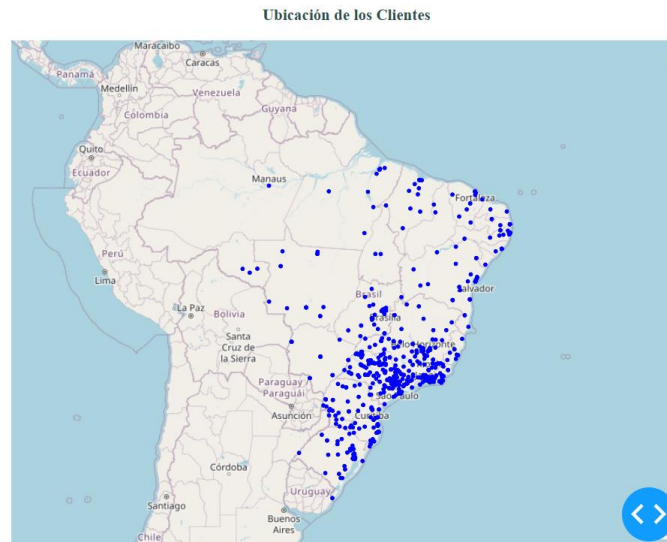 Ubicación de los Clientes
Maracaibo
Caracas
Panamá
Medellín
Venezuela
Guyana
Colombia
Quito
Ecuador
Manaus
Fortaleza
Perú
Lima
Brasil
Salvador
La Paz
Bolivia
Brasília
Santa
Cruz de
la Sierra
Belo Horizonte
Paraguay
Paraguái
São Paulo
Asunción
Curitiba
Córdoba
Uruguay
Santiago
Buenos
Aires
Chile